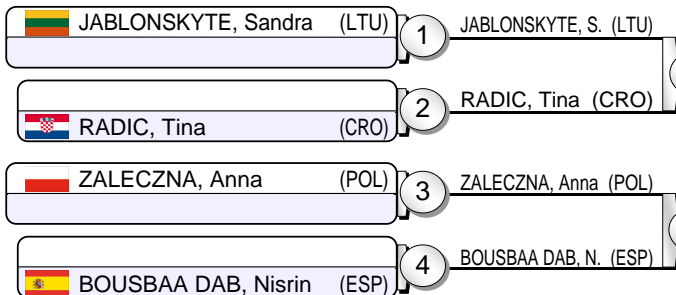 JABLONSKYTE, Sandra (LTU) 1 JABLONSKYTE, S. (LTU)
2 RADIC, Tina (CRO)
RADIC, Tina (CRO)
ZALECZNA, Anna (POL) 3 ZALECZNA, Anna (POL)
4 BOUSBAA DAB, N. (ESP)
BOUSBAA DAB, Nisrin (ESP)